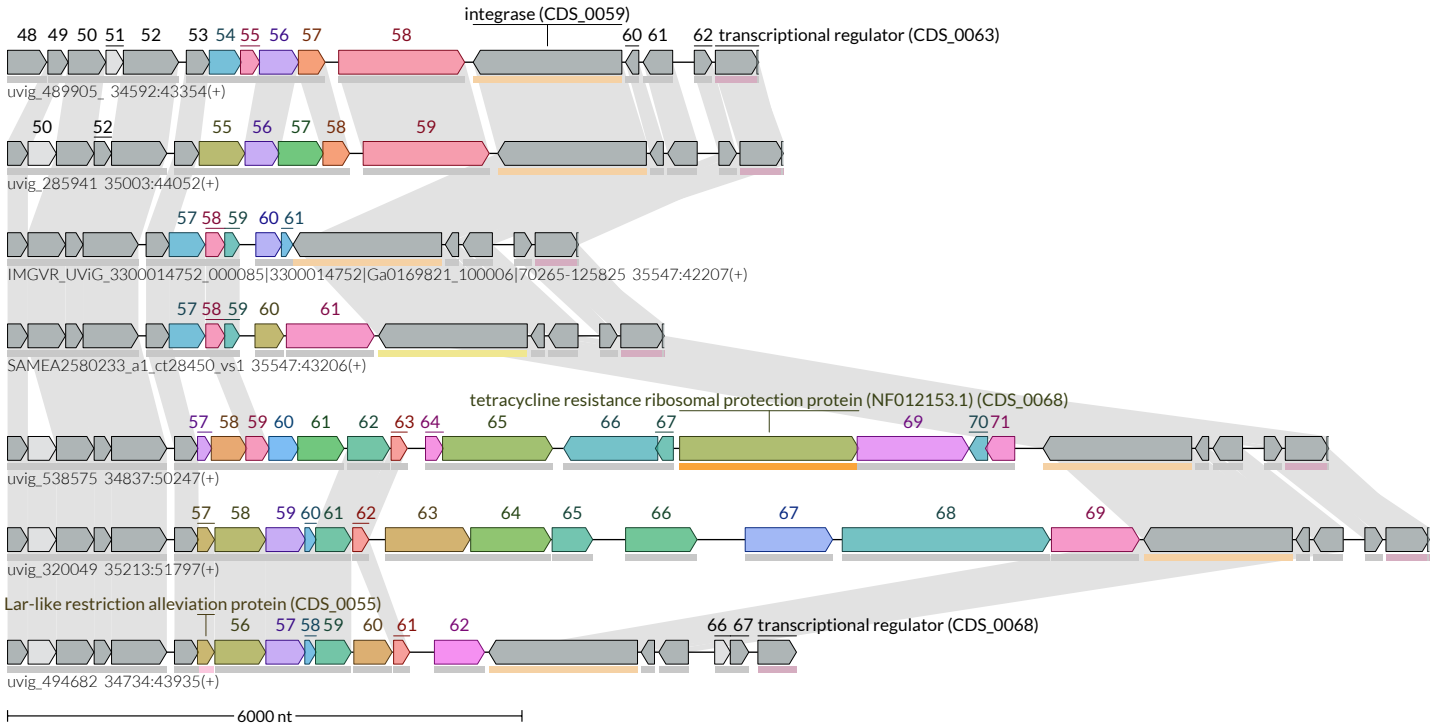 integrase (CDS_0059)
48 49 50 51 52 53 54 55 56 57 58 60 61 62 transcriptional regulator (CDS_0063)
uvig_489905_ 34592:43354(+)
50 52 55 56 57 58 59
uvig_285941 35003:44052(+)
57 58 59 60 61
IMGVR_UViG_3300014752_000085|3300014752|Ga0169821_100006|70265-125825 35547:42207(+)
57 58 59 60 61
SAMEA2580233_a1_ct28450_vs1 35547:43206(+)
tetracycline resistance ribosomal protection protein (NF012153.1) (CDS_0068)
57 58 59 60 61 62 63 64 65 66 67 69 70 71
uvig_538575 34837:50247(+)
57 58 59 60 61 62 63 64 65 66 67 68 69
uvig_320049 35213:51797(+)
Lar-like restriction alleviation protein (CDS_0055)
56 57 58 59 60 61 62 66 67 transcriptional regulator (CDS_0068)
uvig_494682 34734:43935(+)
6000 nt